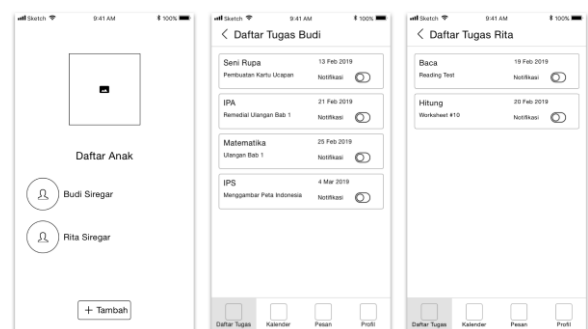 Sketch 9:41 AM 100%
Daftar Anak
Budi Siregar
Rita Siregar
+ Tambah
Sketch 9:41 AM 100%
< Daftar Tugas Budi
Seni Rupa 13 Feb 2019
Pembuatan Kartu Ucapan Notifikasi
IPA 21 Feb 2019
Remedial Ulangan Bab 1 Notifikasi
Matematika 25 Feb 2019
Ulangan Bab 1 Notifikasi
IPS 4 Mar 2019
Menggambar Peta Indonesia Notifikasi
Daftar Tugas Kalender Pesan Profil
Sketch 9:41 AM 100%
< Daftar Tugas Rita
Baca 19 Feb 2019
Reading Test Notifikasi
Hitung 20 Feb 2019
Worksheet #10 Notifikasi
Daftar Tugas Kalender Pesan Profil